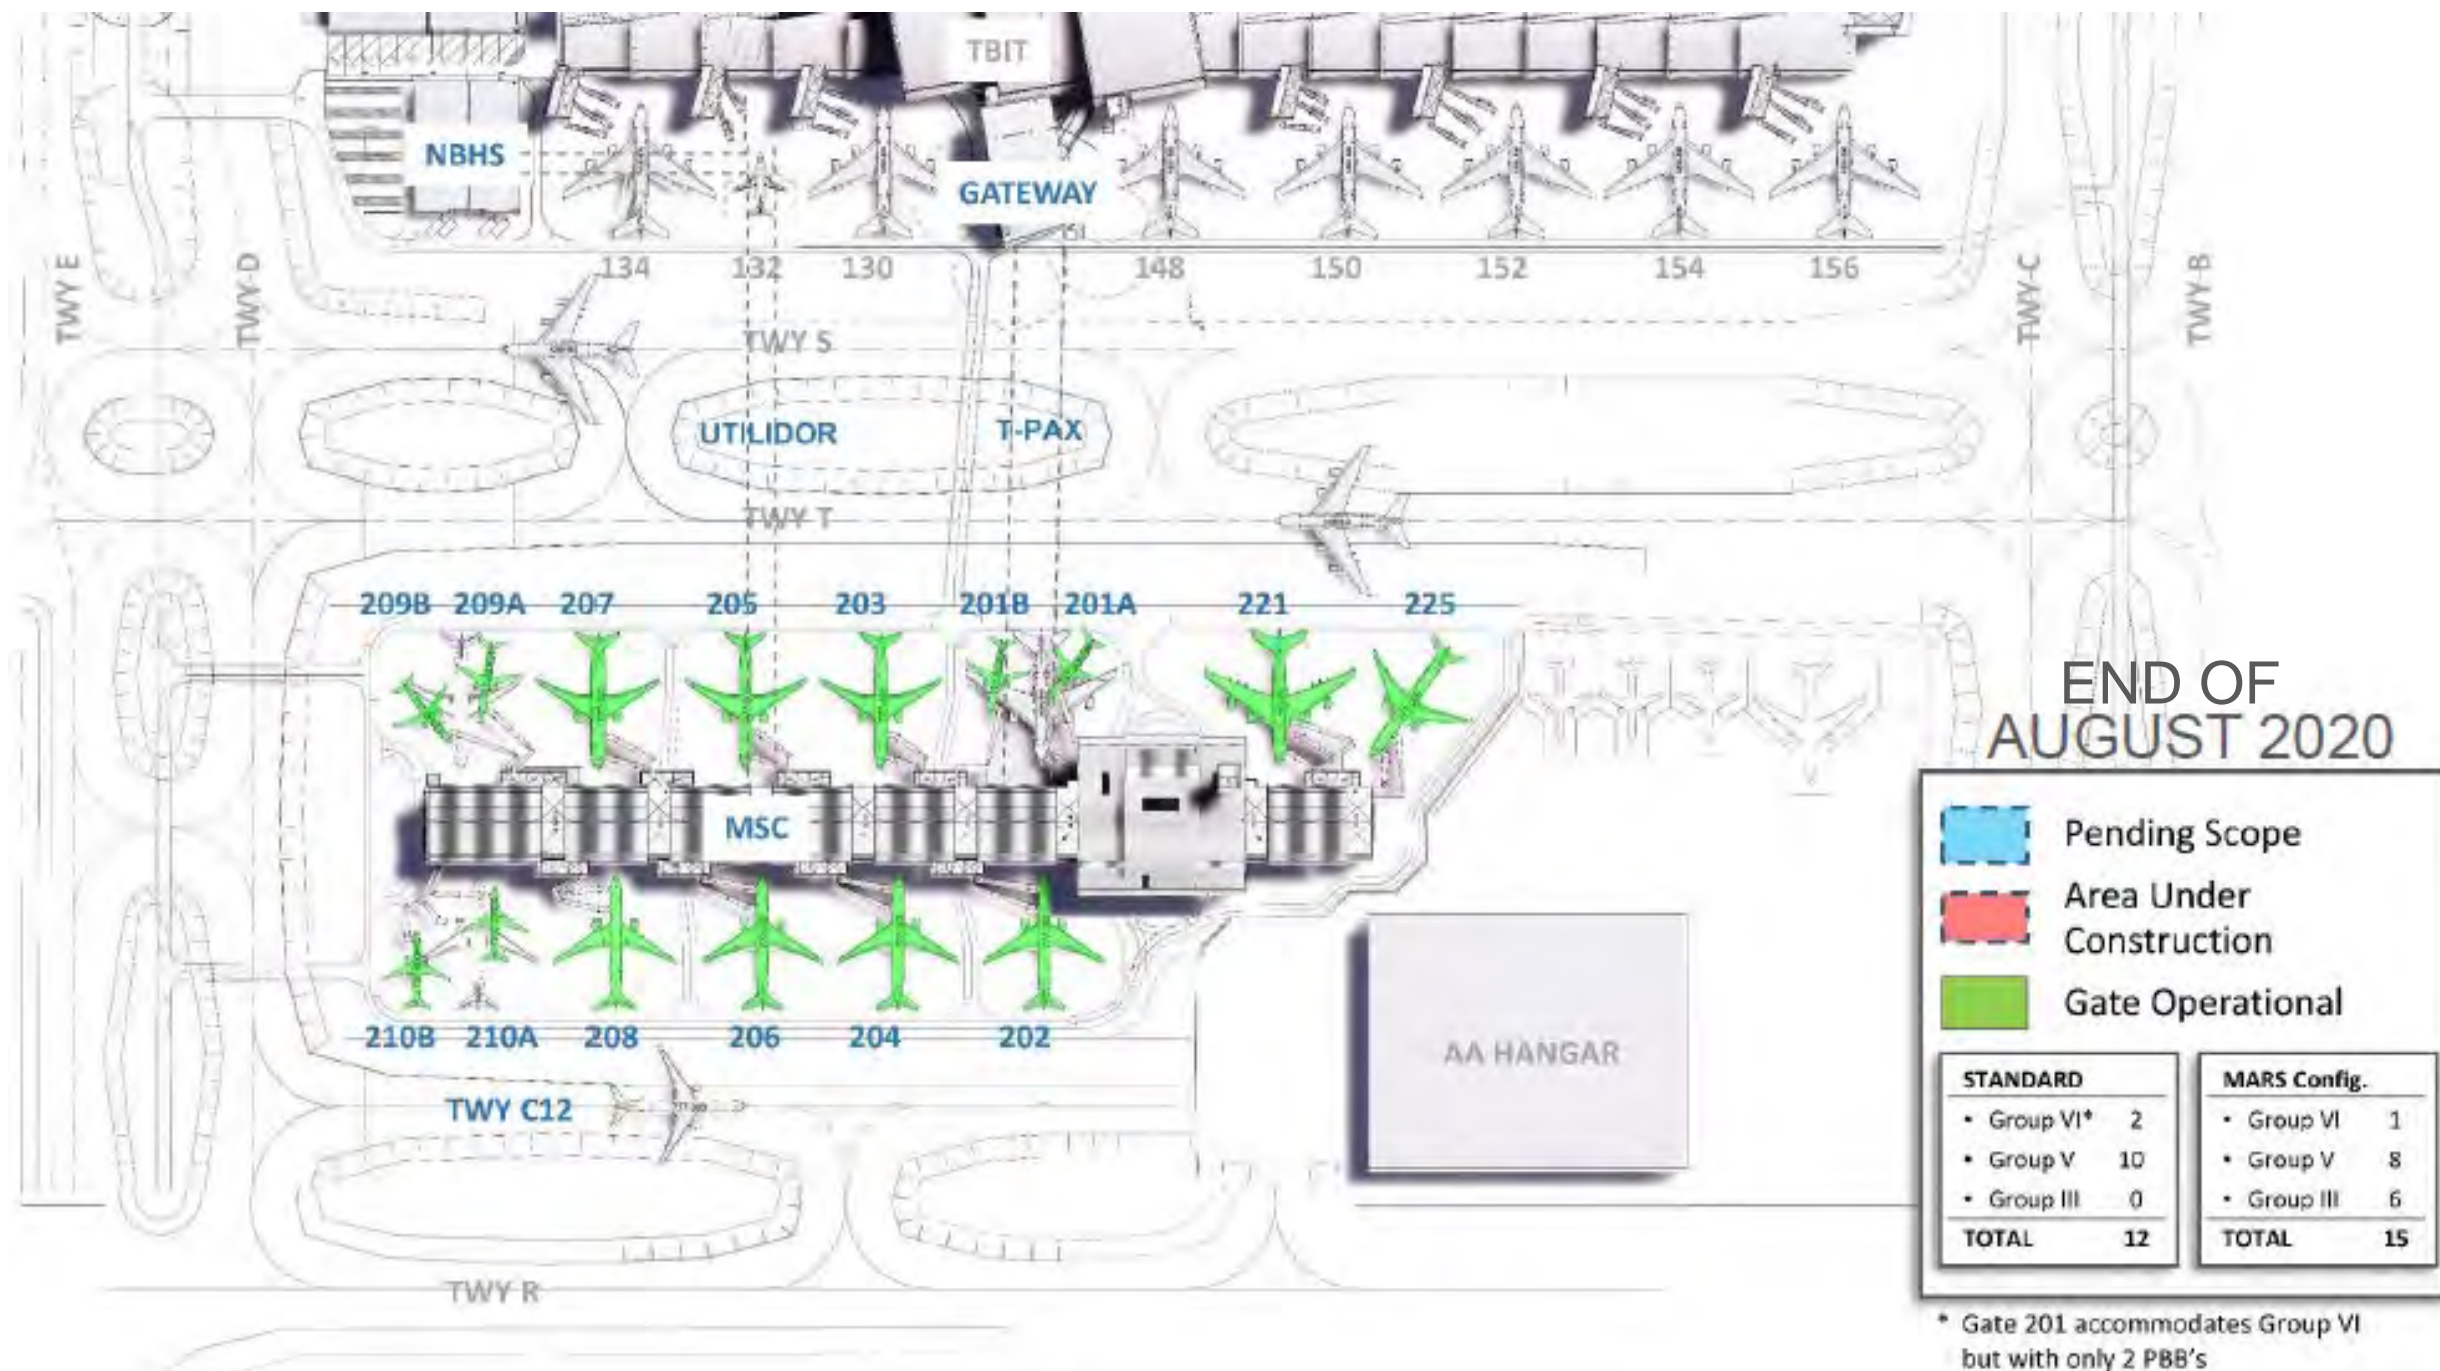 TBIT
NBHS
GATEWAY
134 132 130 148 150 152 154 156
TWY E
TWY D
TWY C
TWY B
TWY S
UTILIDOR
T-PAX
TWY T
209B 209A 207 205 203 201B 201A 221 225
MSC
210B 210A 208 206 204 202
TWY C12
AA HANGAR
TWY R
END OF
AUGUST 2020
Pending Scope
Area Under
Construction
Gate Operational
STANDARD
• Group VI* 2
• Group V 10
• Group III 0
TOTAL 12
MARS Config.
• Group VI 1
• Group V 8
• Group III 6
TOTAL 15
* Gate 201 accommodates Group VI
but with only 2 PBB's